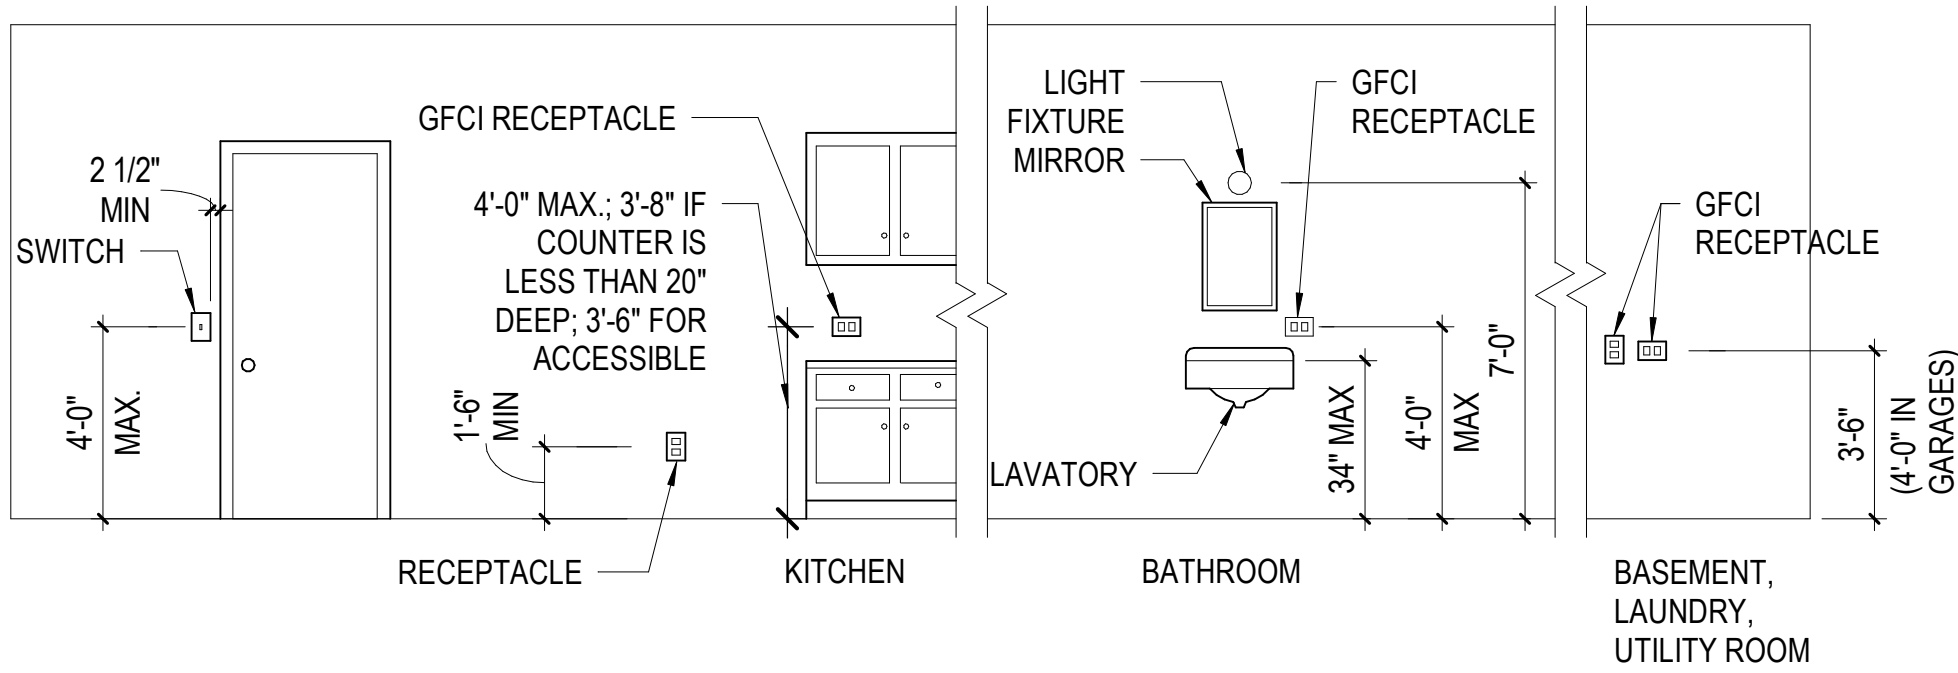 2 1/2"
MIN
SWITCH
4'-0"
MAX.
GFCI RECEPTACLE
4'-0" MAX.; 3'-8" IF
COUNTER IS
LESS THAN 20"
DEEP; 3'-6" FOR
ACCESSIBLE
1'-6"
MIN
RECEPTACLE
KITCHEN
LIGHT
FIXTURE
MIRROR
GFCI
RECEPTACLE
LAVATORY
34" MAX
4'-0"
MAX
7'-0"
BATHROOM
GFCI
RECEPTACLE
3'-6"
(4'-0" IN
GARAGES)
BASEMENT,
LAUNDRY,
UTILITY ROOM